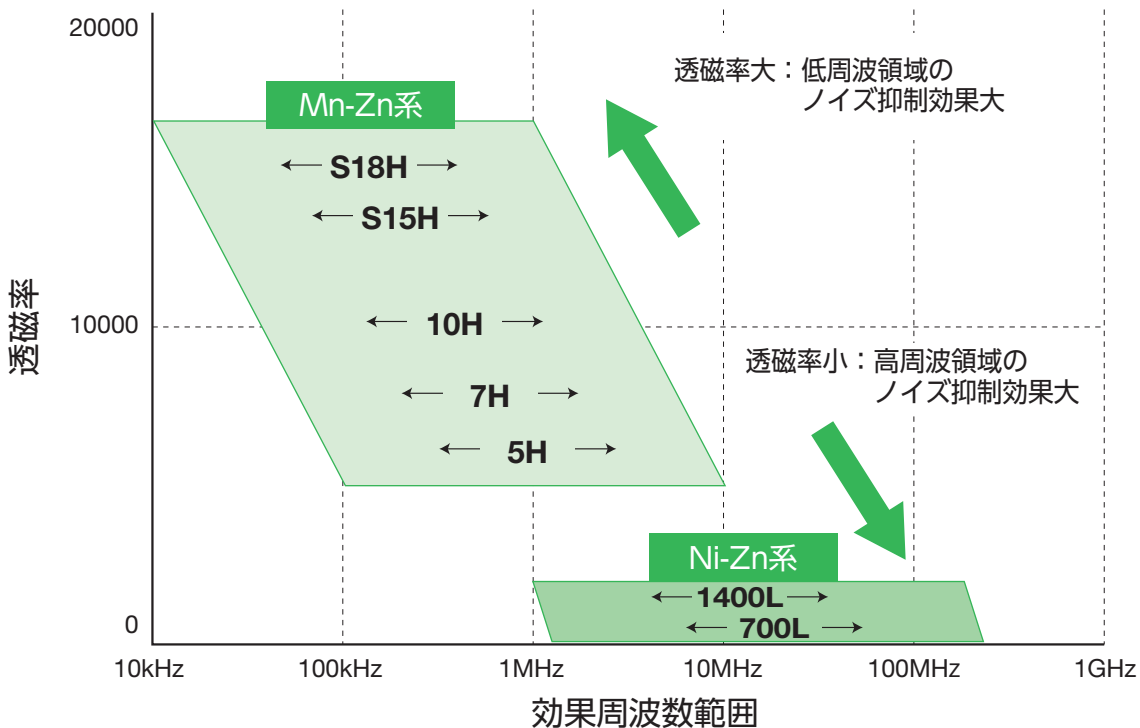 20000
10000
0
透磁率
Mn-Zn系
S18H
S15H
10H
7H
5H
透磁率大：低周波領域の
ノイズ抑制効果大
透磁率小：高周波領域の
ノイズ抑制効果大
Ni-Zn系
1400L
700L
10kHz 100kHz 1MHz 10MHz 100MHz 1GHz
効果周波数範囲